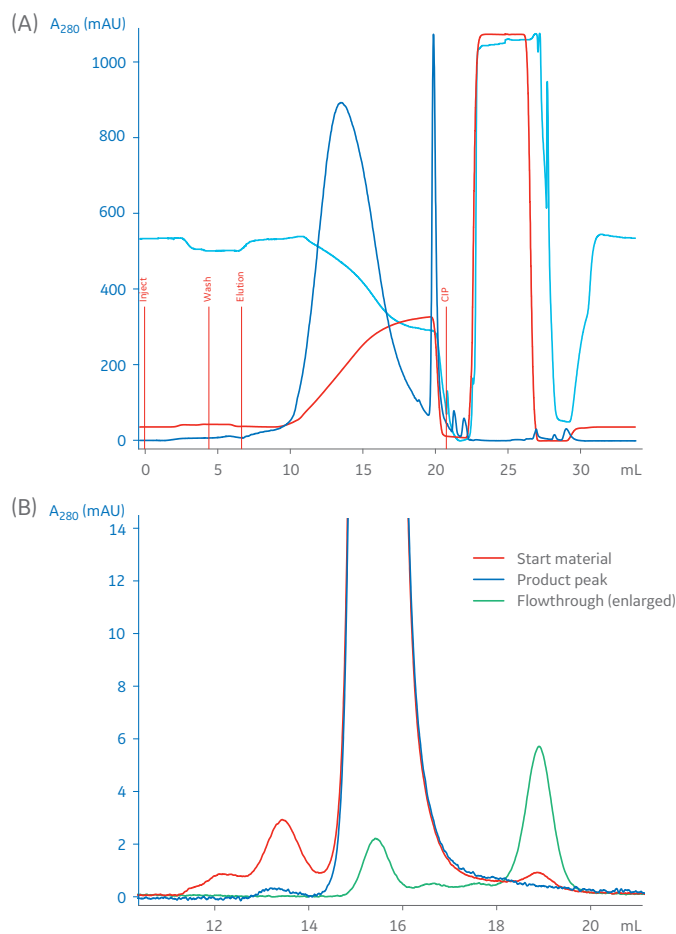 (A) A280 (mAU)
1000
800
600
400
200
0
Inject
Wash
Elution
CIP
0 5 10 15 20 25 30 mL
(B) A280 (mAU)
14
12
10
8
6
4
2
0
Start material
Product peak
Flowthrough (enlarged)
12 14 16 18 20 mL